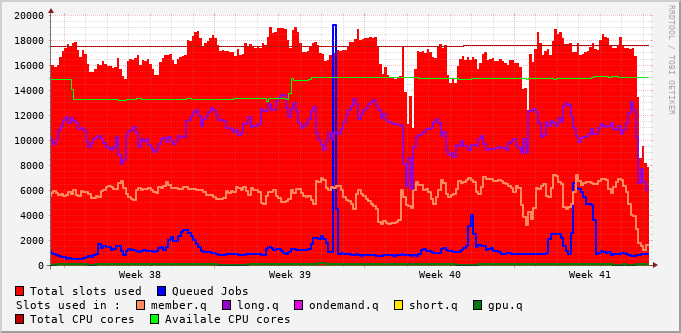 20000
18000
16000
14000
12000
10000
8000
6000
4000
2000
0
Week 38 Week 39 Week 40 Week 41
Total slots used Queued Jobs
Slots used in : member.q long.q ondemand.q short.q gpu.q
Total CPU cores Availale CPU cores
RRDTOOL / TOBI OETIKER